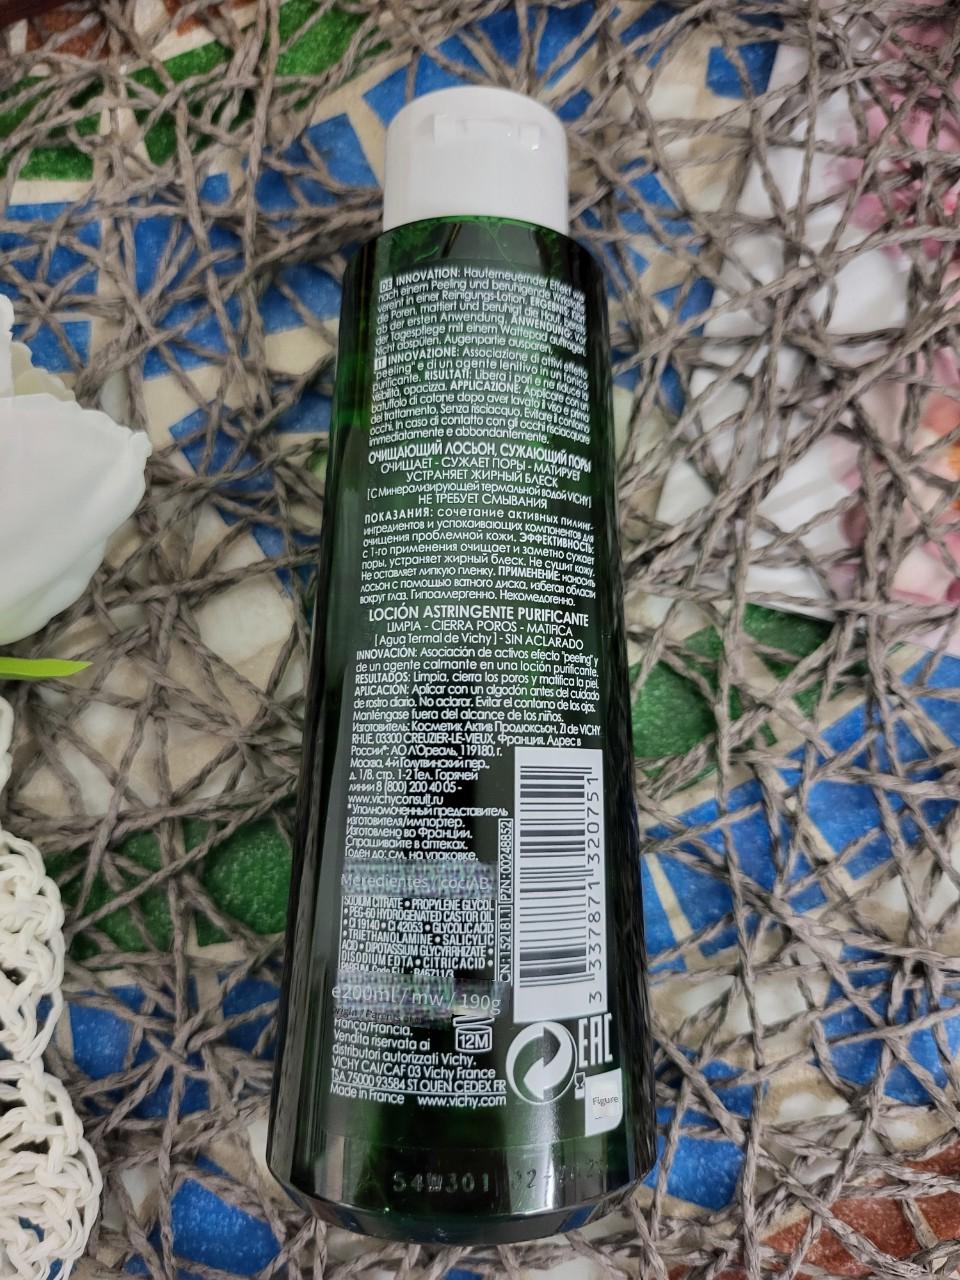 DE INNOVATION: Hauterneuernder Effekt wie
nach einem Peeling und beruhigende Wirkstoffe
vereint in einer Reinigungs-Lotion. ERGEBNIS:
die Poren, mattiert und beruhigt die Haut bereits
ab der ersten Anwendung. ANWENDUNG: Vor
der Tagespflege mit einem Wattepad auftragen.
Nicht abspülen. Augenpartie aussparen.
IT INNOVAZIONE: Associazione di attivi effetto
"peeling" e di un agente lenitivo in un tonico
purificante. RISULTATI: Libera i pori e ne riduce la
visibilità, opacizza. APPLICAZIONE: Applicare con un
batuffolo di cotone dopo aver lavato il viso e prima
del trattamento. Senza risciacquo. Evitare il contorno
occhi. In caso di contatto con gli occhi risciacquare
immediatamente e abbondantemente.
ОЧИЩАЮЩИЙ ЛОСЬОН, СУЖАЮЩИЙ ПОРЫ
ОЧИЩАЕТ - СУЖАЕТ ПОРЫ - МАТИРУЕТ
УСТРАНЯЕТ ЖИРНЫЙ БЛЕСК
[С Минерализирующей термальной водой VICHY]
НЕ ТРЕБУЕТ СМЫВАНИЯ
ПОКАЗАНИЯ: сочетание активных пилинг-
ингредиентов и успокаивающих компонентов для
очищения проблемной кожи. ЭФФЕКТИВНОСТЬ:
с 1-го применения очищает и заметно сужает
поры, устраняет жирный блеск. Не сушит кожу.
Не оставляет липкую пленку. ПРИМЕНЕНИЕ: наносить
лосьон с помощью ватного диска, избегая области
вокруг глаз. Гипоаллергенно. Некомедогенно.
LOCIÓN ASTRINGENTE PURIFICANTE
LIMPIA - CIERRA POROS - MATIFICA
[Agua Termal de Vichy] - SIN ACLARADO
INNOVACIÓN: Asociación de activos efecto "peeling" y
de un agente calmante en una loción purificante.
RESULTADOS: Limpia, cierra los poros y matifica la piel.
APLICACIÓN: Aplicar con un algodón antes del cuidado
de rostro diario. No aclarar. Evitar el contorno de los ojos.
Manténgase fuera del alcance de los niños.
Изготовитель: Косметик Актив Продюксьон, ZI de VICHY
RHUE, 03300 CREUZIER-LE-VIEUX, Франция. Адрес в
России*: АО Л'Ореаль, 119180, г.
Москва, 4-й Голутвинский пер.,
д. 1/8, стр. 1-2 Тел. Горячей
линии 8 (800) 200 40 05 -
www.vichyconsult.ru
*Уполномоченный представитель
изготовителя/импортер.
Изготовлено во Франции.
Спрашивайте в аптеках.
Годен до: см. на упаковке.
Meredientes / cociAB
SODIUM CITRATE • PROPYLENE GLYCOL
• PEG-60 HYDROGENATED CASTOR OIL
• CI 19140 • CI 42053 • GLYCOLIC ACID
• TRIETHANOLAMINE • SALICYLIC
ACID • DIPOTASSIUM GLYCYRRHIZATE •
DISODIUM EDTA • CITRIC ACID •
PARFUM Code F.I.L.: B46711/3
e200ml / mw / 190g
França/Francia.
Vendita riservata ai
distributori autorizzati Vichy.
VICHY CAI/CAF 03 Vichy France
TSA 75000 93584 ST OUEN CEDEX FR
Made in France www.vichy.com
12M
CN: 152181.1 PZN: 00248852
3 337871 320751
EAC
Figure
54W301